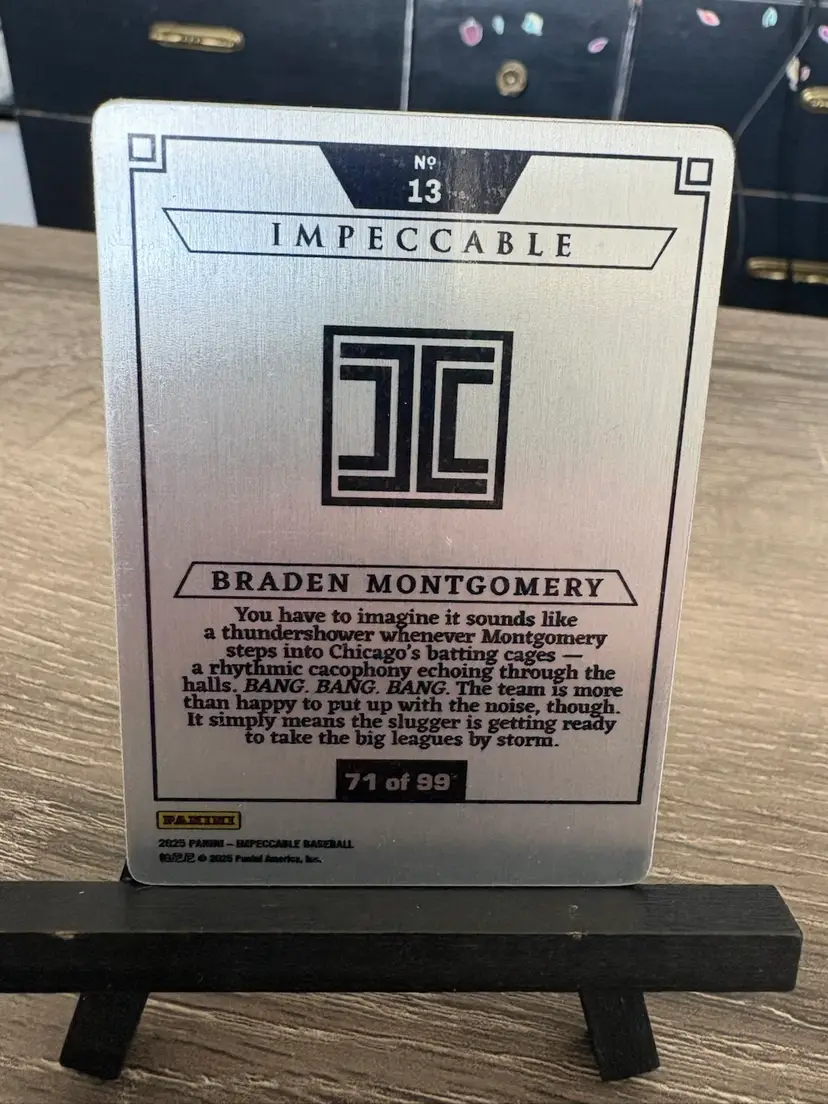 Nº
13
IMPECCABLE
BRADEN MONTGOMERY
You have to imagine it sounds like
a thundershower whenever Montgomery
steps into Chicago's batting cages —
a rhythmic cacophony echoing through the
halls. BANG. BANG. BANG. The team is more
than happy to put up with the noise, though.
It simply means the slugger is getting ready
to take the big leagues by storm.
71 of 99
PANINI
2025 PANINI – IMPECCABLE BASEBALL
帕尼尼 © 2025 Panini America, Inc.